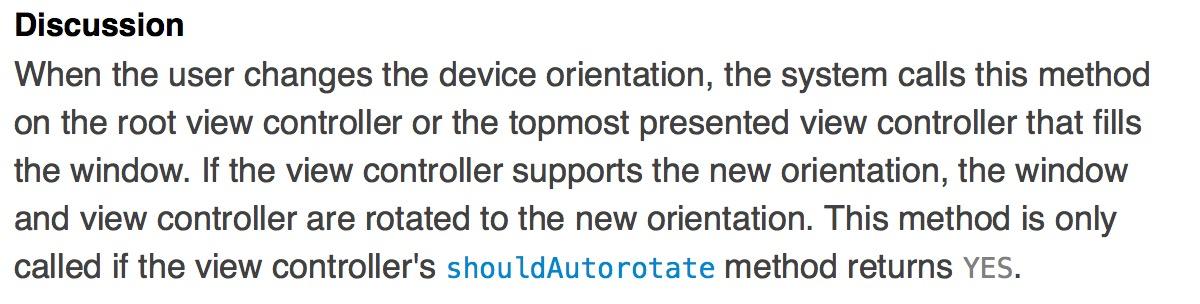 Discussion
When the user changes the device orientation, the system calls this method
on the root view controller or the topmost presented view controller that fills
the window. If the view controller supports the new orientation, the window
and view controller are rotated to the new orientation. This method is only
called if the view controller's shouldAutorotate method returns YES.